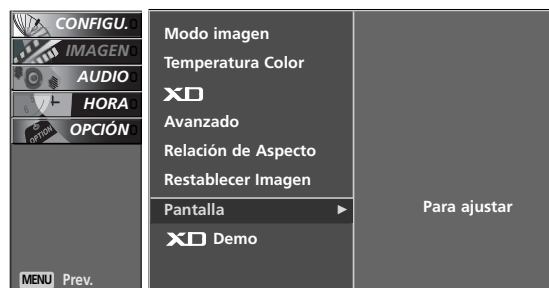 CONFIGU.
IMAGEN
AUDIO
HORA
OPCIÓN
OPTION
MENU Prev.
Modo imagen
Temperatura Color
XD
Avanzado
Relación de Aspecto
Restablecer Imagen
Pantalla ►
XD Demo
Para ajustar